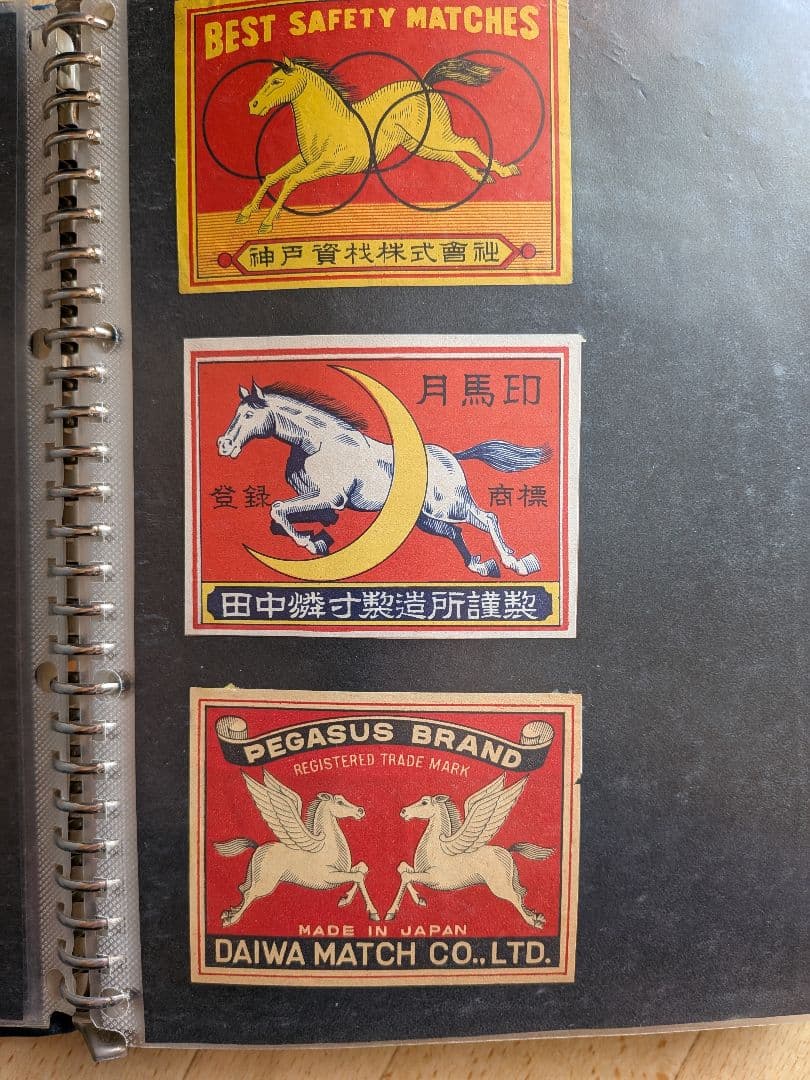 BEST SAFETY MATCHES
神戸資材株式會社
月馬印
登録 商標
田中燐寸製造所謹製
PEGASUS BRAND
REGISTERED TRADE MARK
MADE IN JAPAN
DAIWA MATCH CO., LTD.